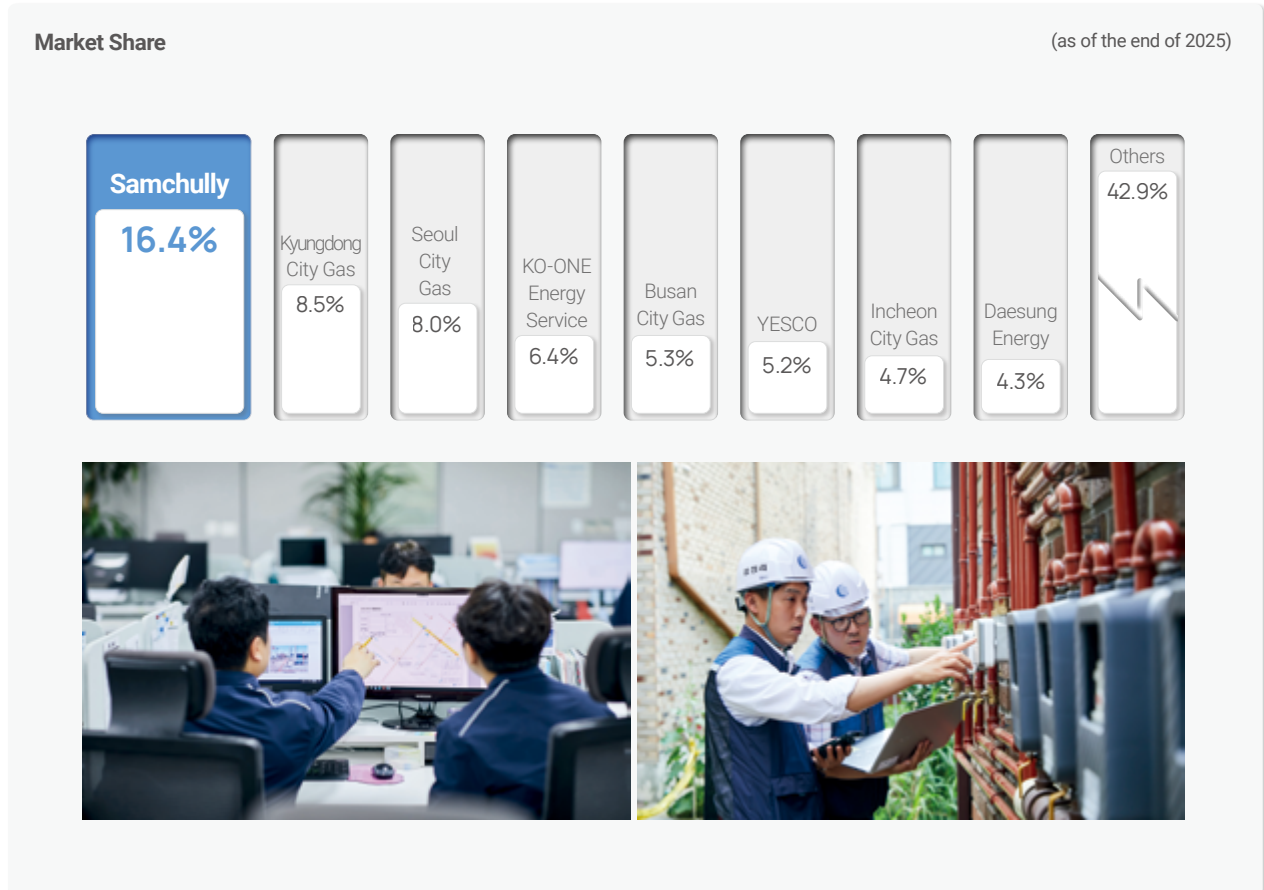 Market Share
(as of the end of 2025)
Samchully
16.4%
Kyungdong
City Gas
8.5%
Seoul
City
Gas
8.0%
KO-ONE
Energy
Service
6.4%
Busan
City Gas
5.3%
YESCO
5.2%
Incheon
City Gas
4.7%
Daesung
Energy
4.3%
Others
42.9%